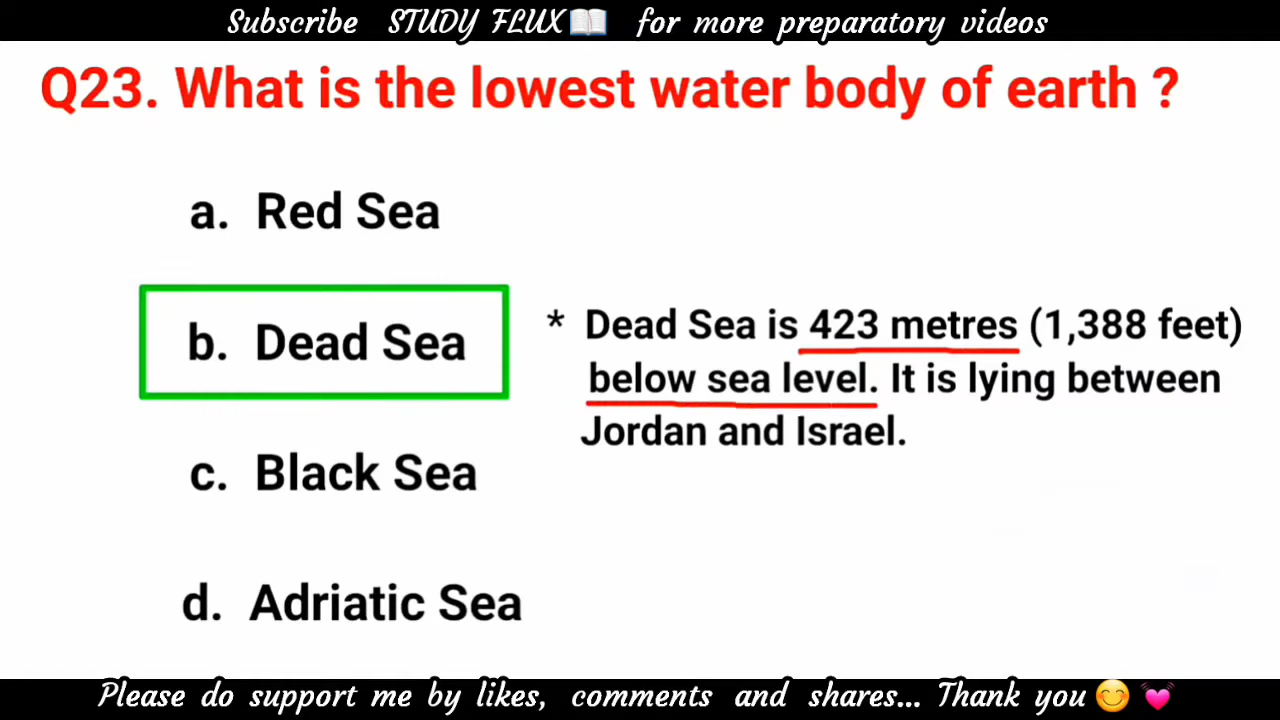 Subscribe STUDY FLUX📖 for more preparatory videos
Q23. What is the lowest water body of earth ?
a. Red Sea
b. Dead Sea
* Dead Sea is 423 metres (1,388 feet)
below sea level. It is lying between
Jordan and Israel.
c. Black Sea
d. Adriatic Sea
Please do support me by likes, comments and shares... Thank you😊💓